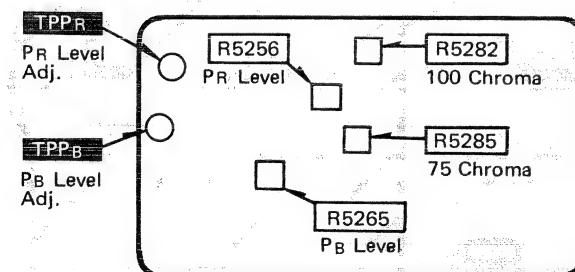 TPPR
PR Level
Adj.
R5256
PR Level
R5282
100 Chroma
TPPB
PB Level
Adj.
R5285
75 Chroma
R5265
PB Level